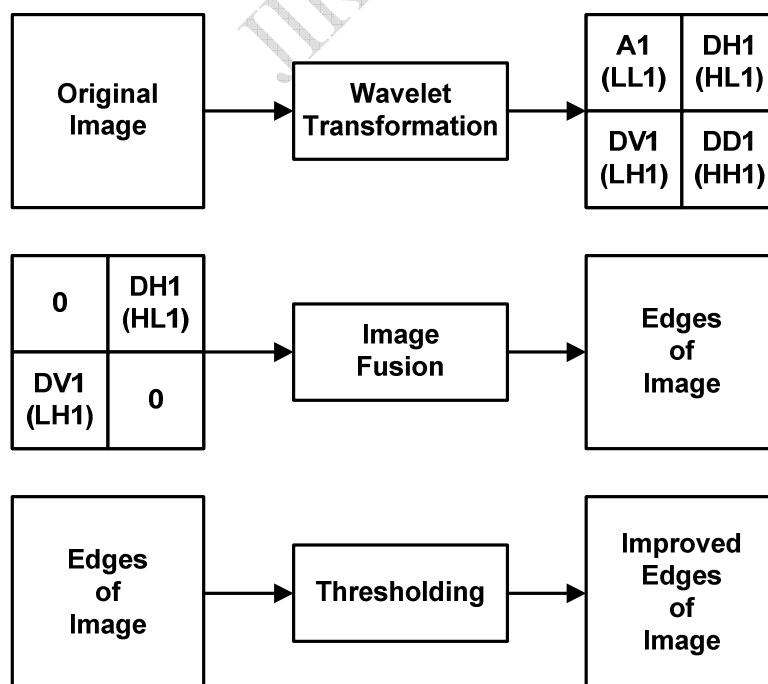 Original
Image
Wavelet
Transformation
A1
(LL1)
DH1
(HL1)
DV1
(LH1)
DD1
(HH1)
0
DH1
(HL1)
DV1
(LH1)
0
Image
Fusion
Edges
of
Image
Edges
of
Image
Thresholding
Improved
Edges
of
Image